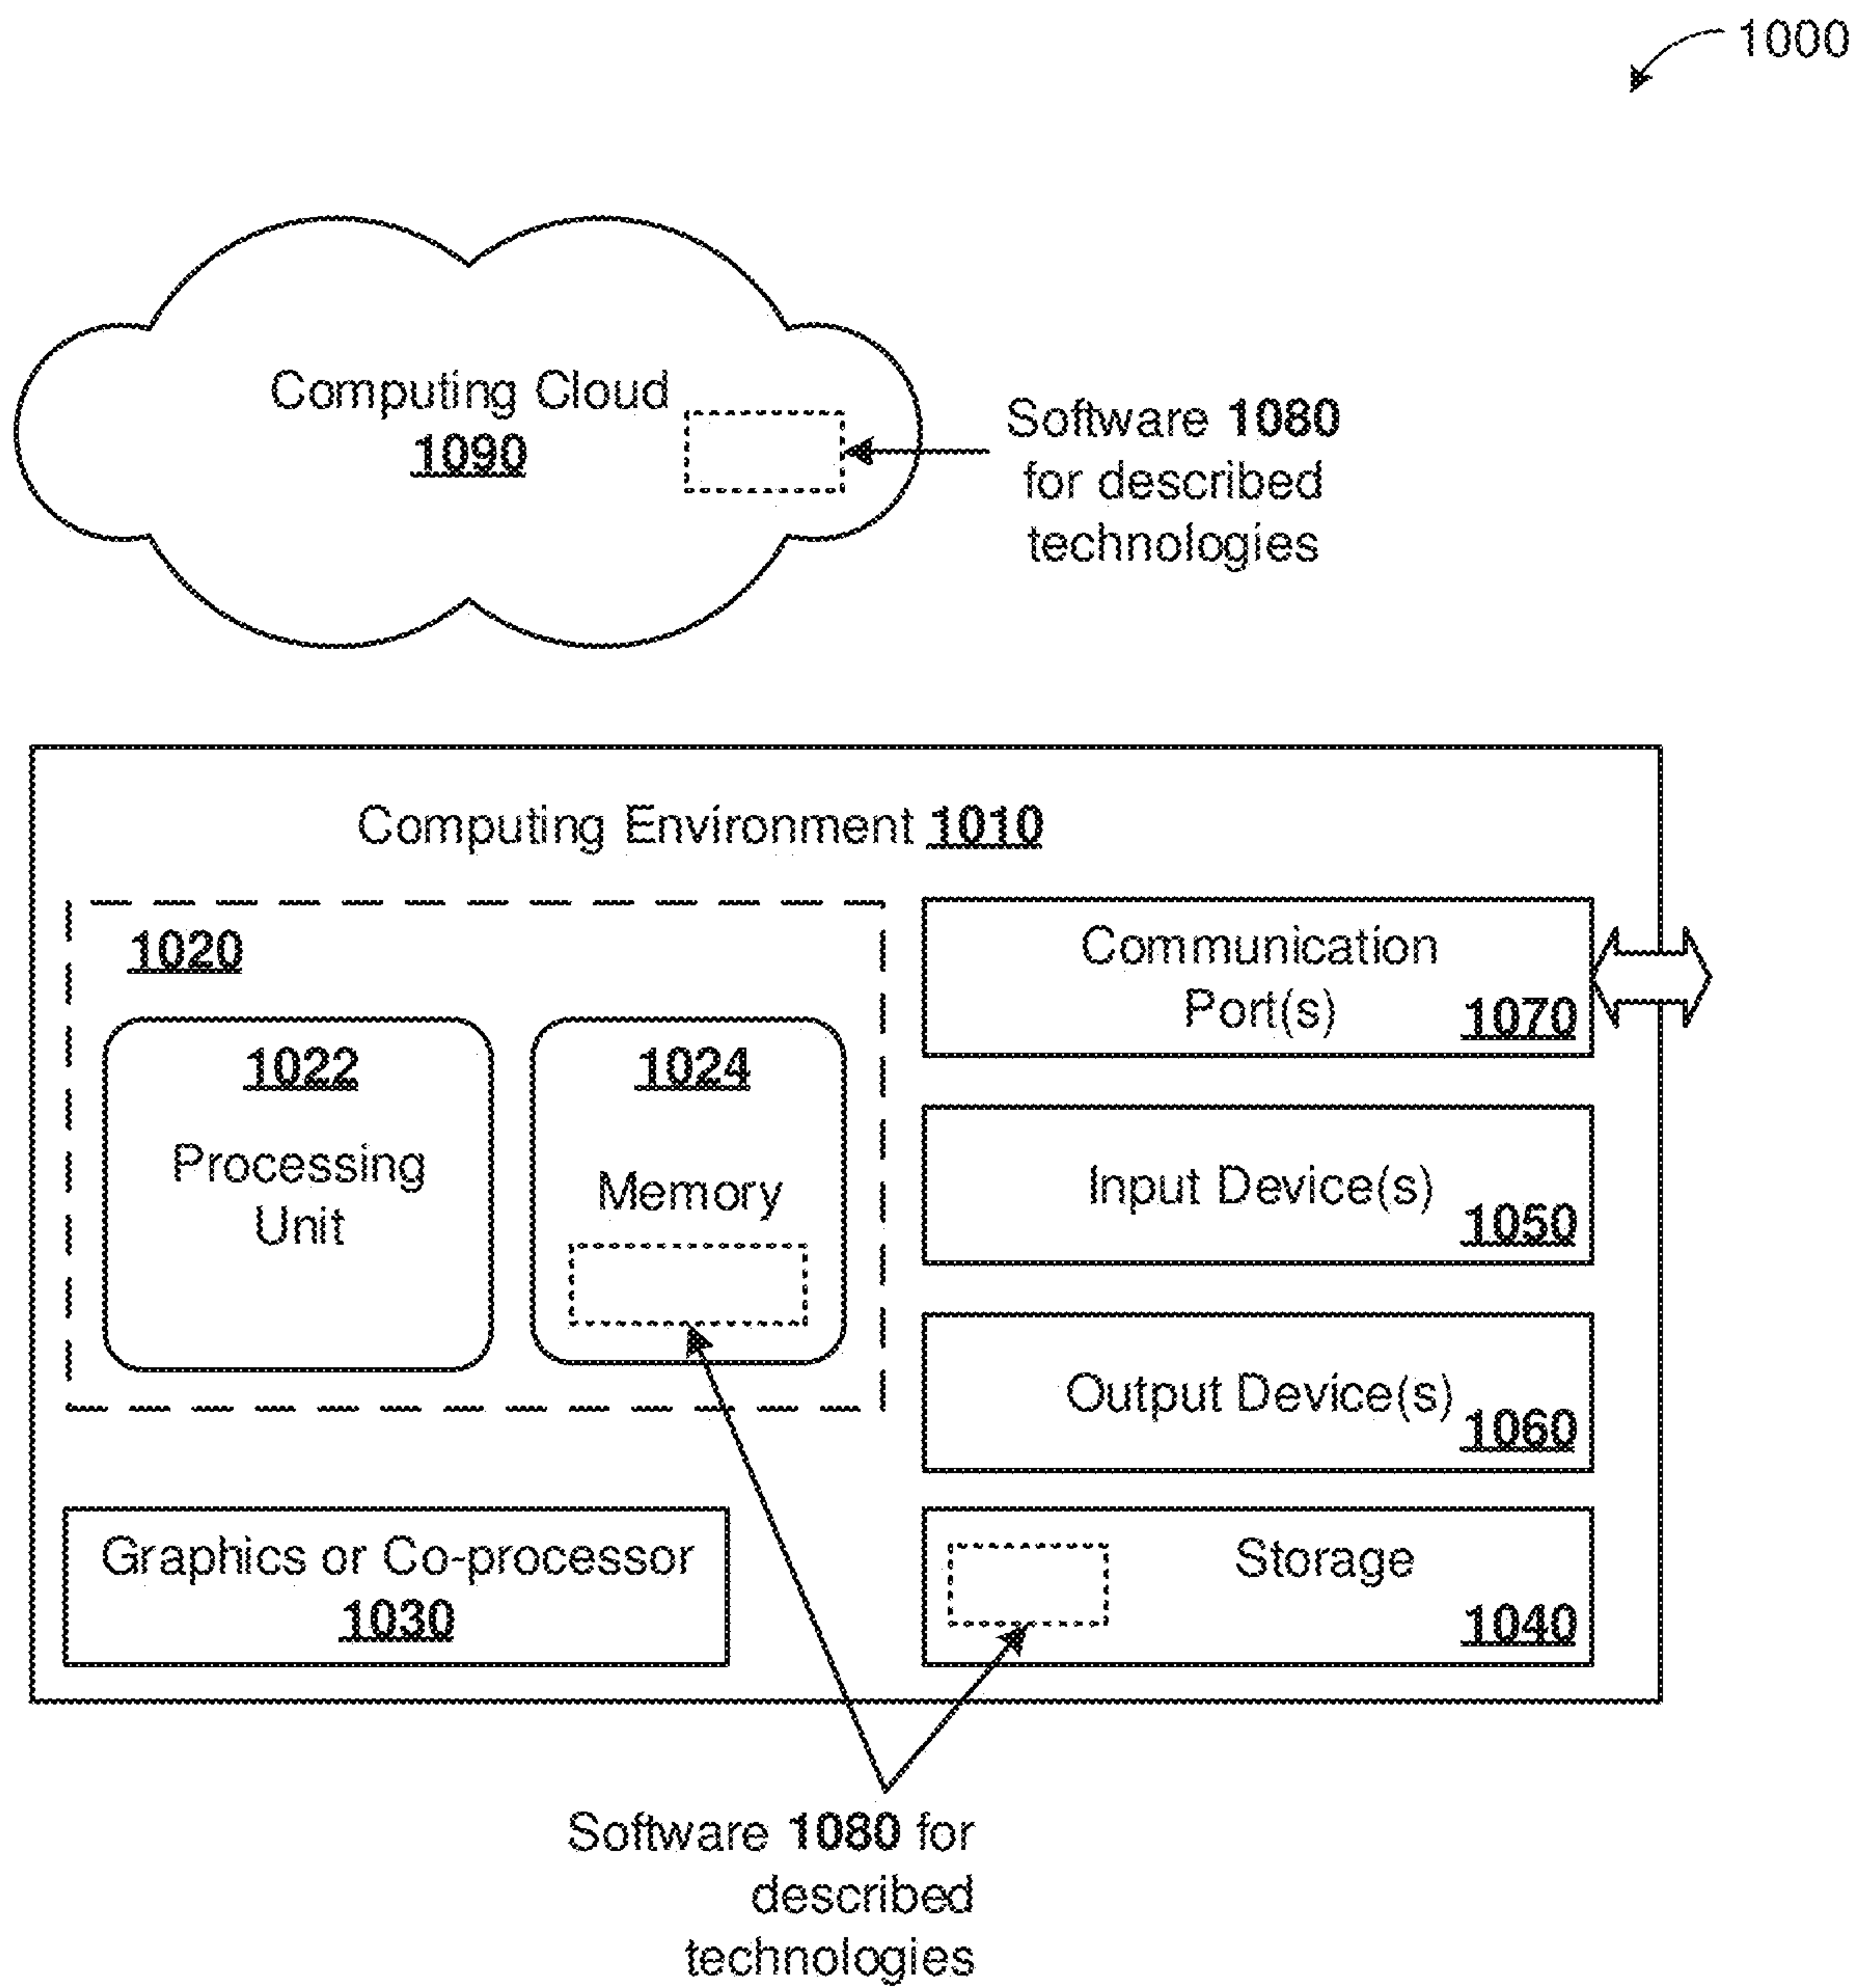 1000
Computing Cloud
1090
Software 1080
for described
technologies
Computing Environment 1010
1020
1022
Processing
Unit
1024
Memory
Communication
Port(s)
1070
Input Device(s)
1050
Output Device(s)
1060
Graphics or Co-processor
1030
Storage
1040
Software 1080 for
described
technologies